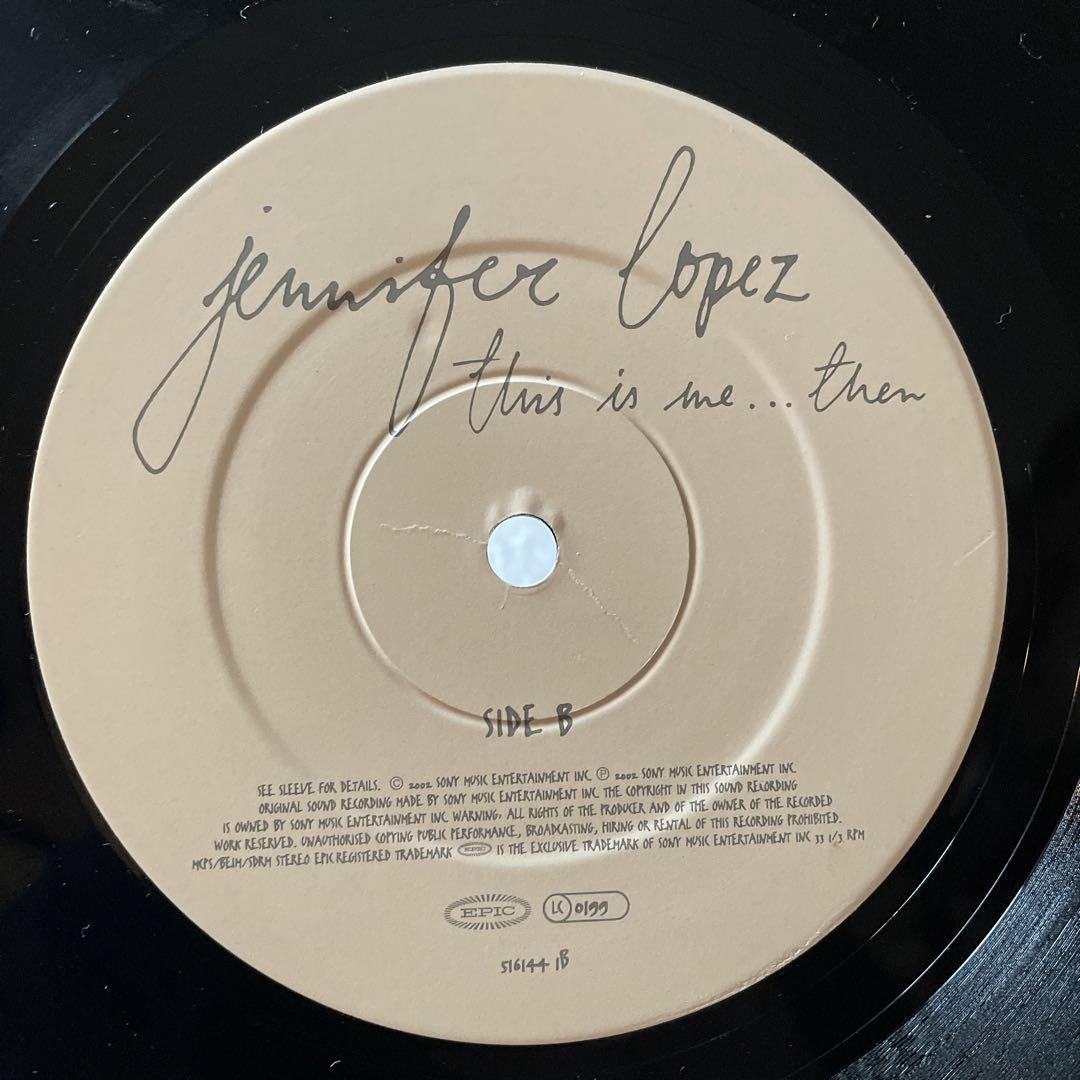 jennifer lopez
this is me... then
SIDE B
SEE SLEEVE FOR DETAILS. © 2002 SONY MUSIC ENTERTAINMENT INC. ℗ 2002 SONY MUSIC ENTERTAINMENT INC.
ORIGINAL SOUND RECORDING MADE BY SONY MUSIC ENTERTAINMENT INC. THE COPYRIGHT IN THIS SOUND RECORDING
IS OWNED BY SONY MUSIC ENTERTAINMENT INC. WARNING, ALL RIGHTS OF THE PRODUCER AND OF THE OWNER OF THE RECORDED
WORK RESERVED. UNAUTHORISED COPYING PUBLIC PERFORMANCE, BROADCASTING, HIRING OR RENTAL OF THIS RECORDING PROHIBITED.
MCPS/BEIM/SDRM STEREO EPIC REGISTERED TRADEMARK EPIC IS THE EXCLUSIVE TRADEMARK OF SONY MUSIC ENTERTAINMENT INC 33 1/3 RPM
EPIC LC 0199
516144 1B